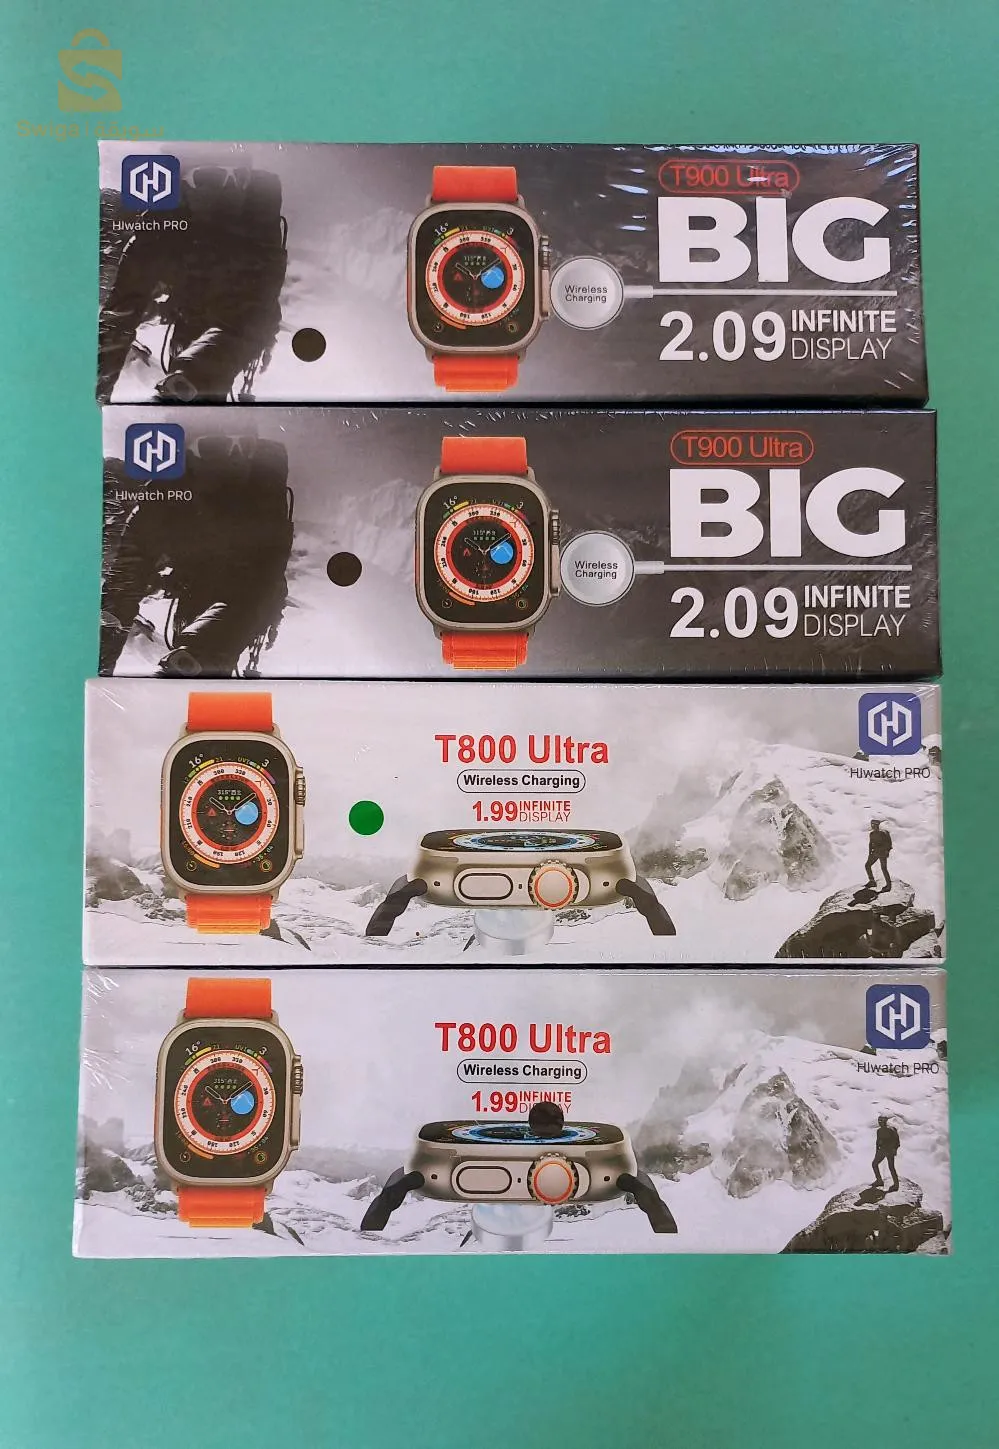 HIwatch PRO
T900 Ultra
BIG
Wireless
Charging
2.09 INFINITE
DISPLAY
HIwatch PRO
T900 Ultra
BIG
Wireless
Charging
2.09 INFINITE
DISPLAY
T800 Ultra
HIwatch PRO
Wireless Charging
1.99 INFINITE
DISPLAY
T800 Ultra
HIwatch PRO
Wireless Charging
1.99 INFINITE